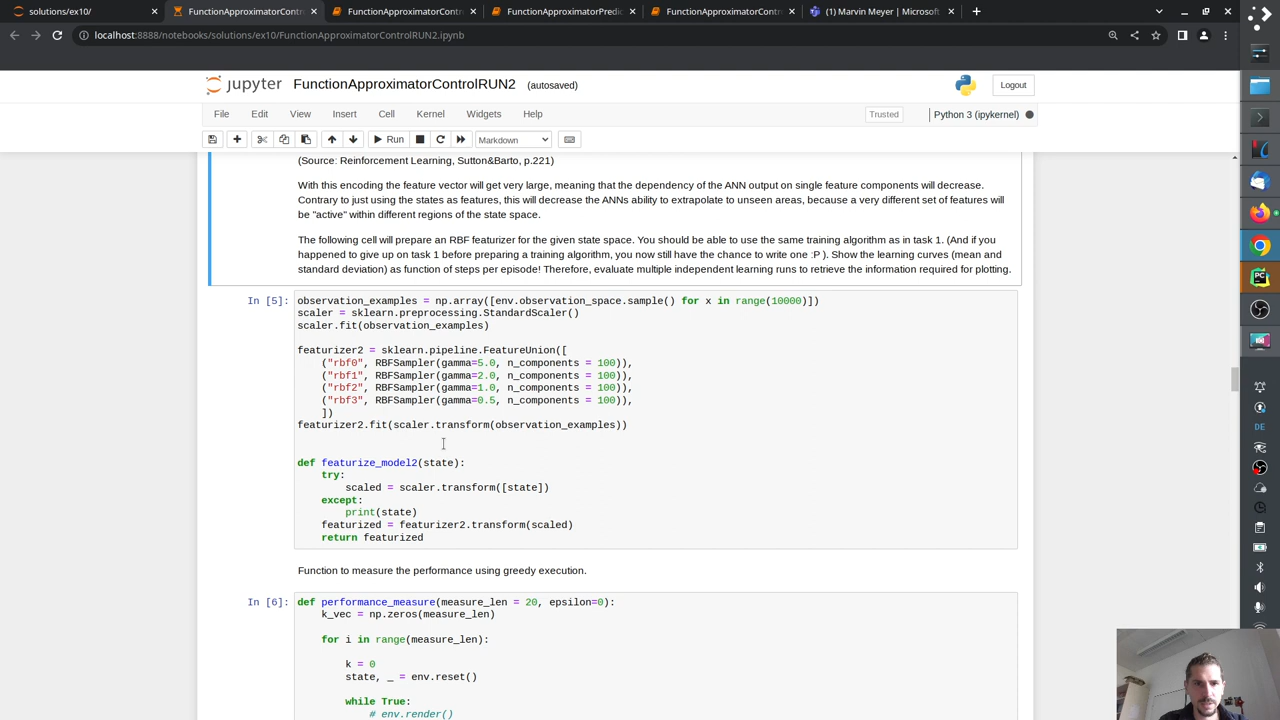 solutions/ex10/
FunctionApproximatorContr
FunctionApproximatorContr
FunctionApproximatorPredic
FunctionApproximatorContr
(1) Marvin Meyer | Microsoft
localhost:8888/notebooks/solutions/ex10/FunctionApproximatorControlRUN2.ipynb
jupyter FunctionApproximatorControlRUN2 (autosaved) Logout
File Edit View Insert Cell Kernel Widgets Help Trusted Python 3 (ipykernel)
Run Markdown
(Source: Reinforcement Learning, Sutton&Barto, p.221)
With this encoding the feature vector will get very large, meaning that the dependency of the ANN output on single feature components will decrease.
Contrary to just using the states as features, this will decrease the ANNs ability to extrapolate to unseen areas, because a very different set of features will
be "active" within different regions of the state space.
The following cell will prepare an RBF featurizer for the given state space. You should be able to use the same training algorithm as in task 1. (And if you
happened to give up on task 1 before preparing a training algorithm, you now still have the chance to write one :P ). Show the learning curves (mean and
standard deviation) as function of steps per episode! Therefore, evaluate multiple independent learning runs to retrieve the information required for plotting.
In [5]: observation_examples = np.array([env.observation_space.sample() for x in range(10000)])
scaler = sklearn.preprocessing.StandardScaler()
scaler.fit(observation_examples)
featurizer2 = sklearn.pipeline.FeatureUnion([
("rbf0", RBFSampler(gamma=5.0, n_components = 100)),
("rbf1", RBFSampler(gamma=2.0, n_components = 100)),
("rbf2", RBFSampler(gamma=1.0, n_components = 100)),
("rbf3", RBFSampler(gamma=0.5, n_components = 100)),
])
featurizer2.fit(scaler.transform(observation_examples))
def featurize_model2(state):
try:
scaled = scaler.transform([state])
except:
print(state)
featurized = featurizer2.transform(scaled)
return featurized
Function to measure the performance using greedy execution.
In [6]: def performance_measure(measure_len = 20, epsilon=0):
k_vec = np.zeros(measure_len)
for i in range(measure_len):
k = 0
state, _ = env.reset()
while True:
# env.render()
DE